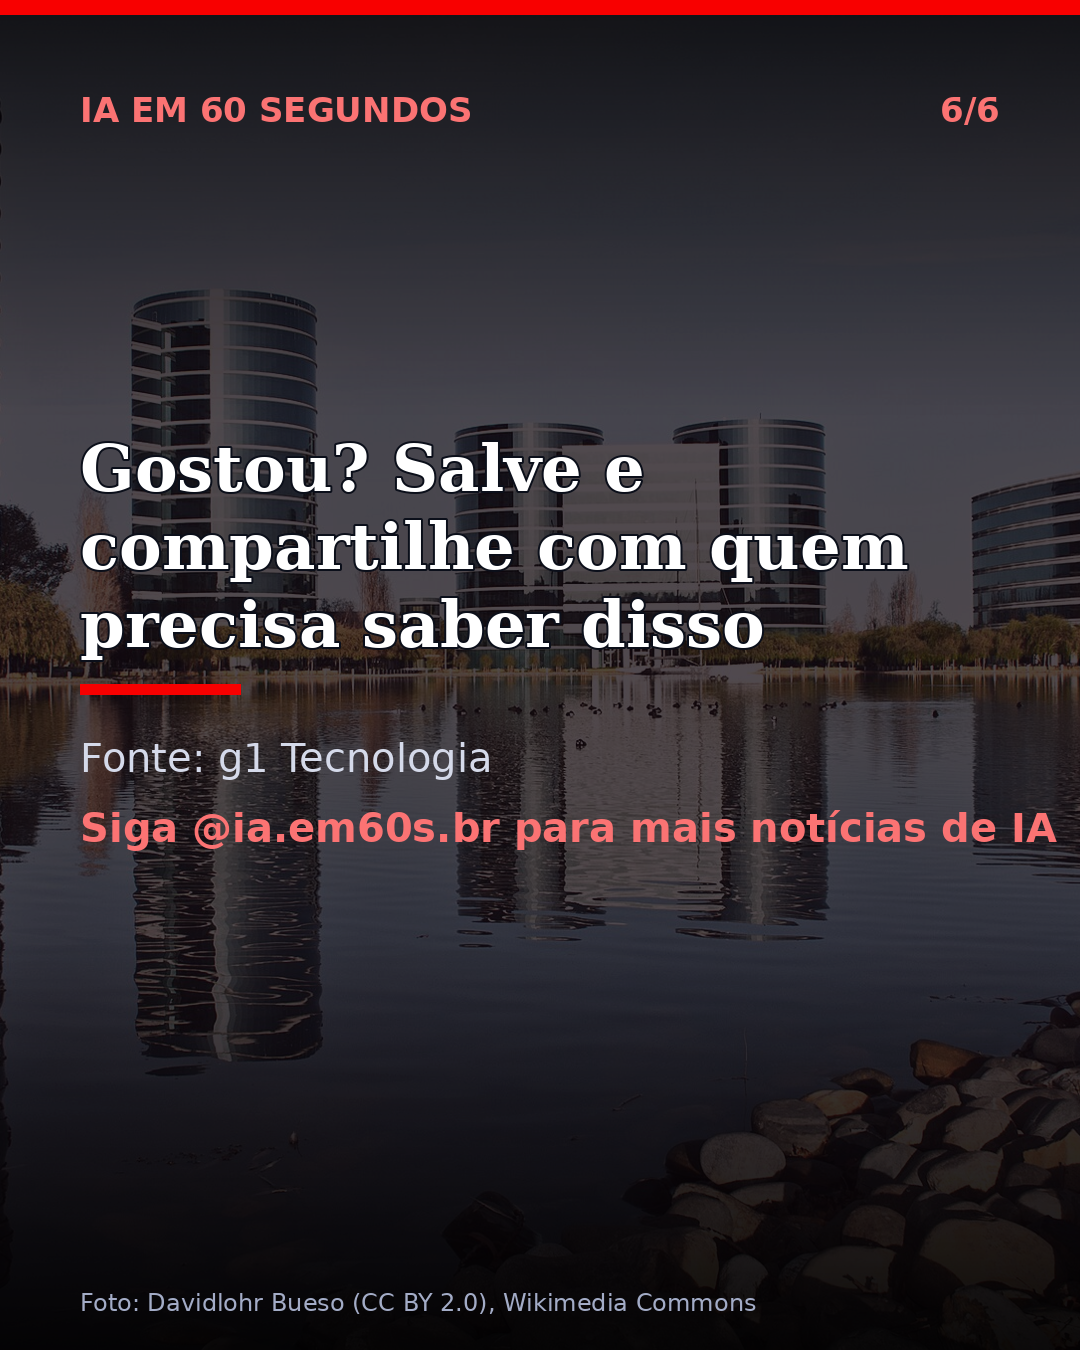 IA EM 60 SEGUNDOS
6/6
Gostou? Salve e
compartilhe com quem
precisa saber disso
Fonte: g1 Tecnologia
Siga @ia.em60s.br para mais notícias de IA
Foto: Davidlohr Bueso (CC BY 2.0), Wikimedia Commons